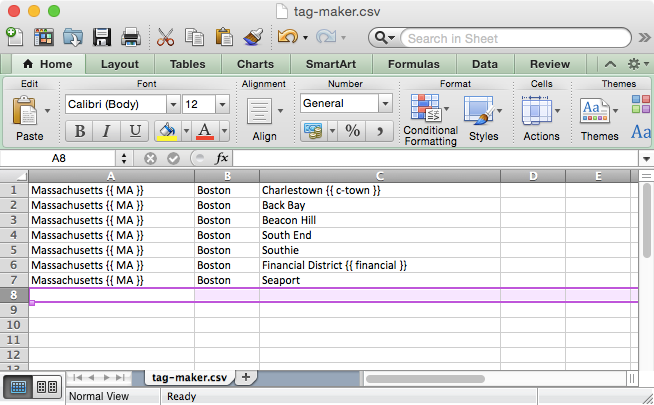 tag-maker.csv
Search in Sheet
Home Layout Tables Charts SmartArt Formulas Data Review
Edit Font Alignment Number Format Cells Themes
Calibri (Body) 12 General
B I U A % , Aa
Paste Align Conditional Formatting Styles Actions Themes Aa
A8 fx
A B C D E
1 Massachusetts {{ MA }} Boston Charlestown {{ c-town }}
2 Massachusetts {{ MA }} Boston Back Bay
3 Massachusetts {{ MA }} Boston Beacon Hill
4 Massachusetts {{ MA }} Boston South End
5 Massachusetts {{ MA }} Boston Southie
6 Massachusetts {{ MA }} Boston Financial District {{ financial }}
7 Massachusetts {{ MA }} Boston Seaport
8
9
10
11
12
13
tag-maker.csv +
Normal View Ready